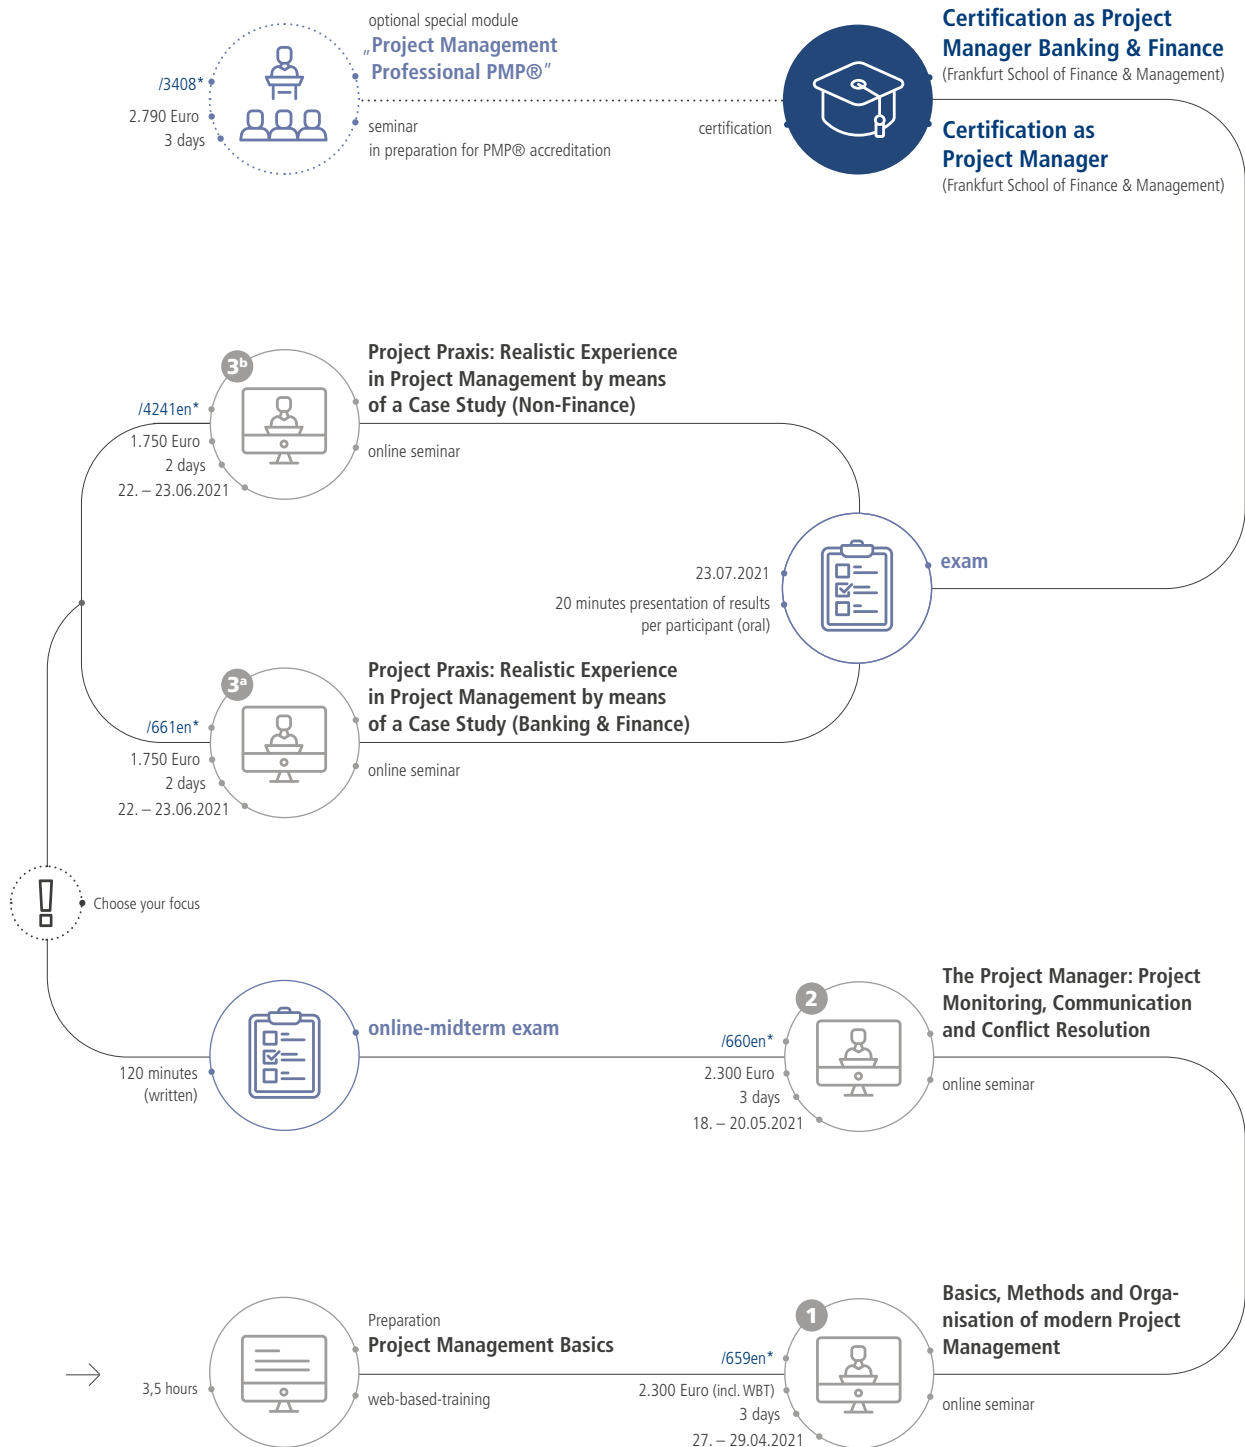 optional special module
„Project Management
Professional PMP®”
/3408*
2.790 Euro
3 days
seminar
in preparation for PMP® accreditation
certification
Certification as Project
Manager Banking & Finance
(Frankfurt School of Finance & Management)
Certification as
Project Manager
(Frankfurt School of Finance & Management)
3b
Project Praxis: Realistic Experience
in Project Management by means
of a Case Study (Non-Finance)
/4241en*
1.750 Euro
2 days
22. – 23.06.2021
online seminar
exam
23.07.2021
20 minutes presentation of results
per participant (oral)
3a
Project Praxis: Realistic Experience
in Project Management by means
of a Case Study (Banking & Finance)
/661en*
1.750 Euro
2 days
22. – 23.06.2021
online seminar
!
Choose your focus
online-midterm exam
120 minutes
(written)
2
The Project Manager: Project
Monitoring, Communication
and Conflict Resolution
/660en*
2.300 Euro
3 days
18. – 20.05.2021
online seminar
Preparation
Project Management Basics
3,5 hours
web-based-training
1
Basics, Methods and Orga-
nisation of modern Project
Management
/659en*
2.300 Euro (incl. WBT)
3 days
27. – 29.04.2021
online seminar